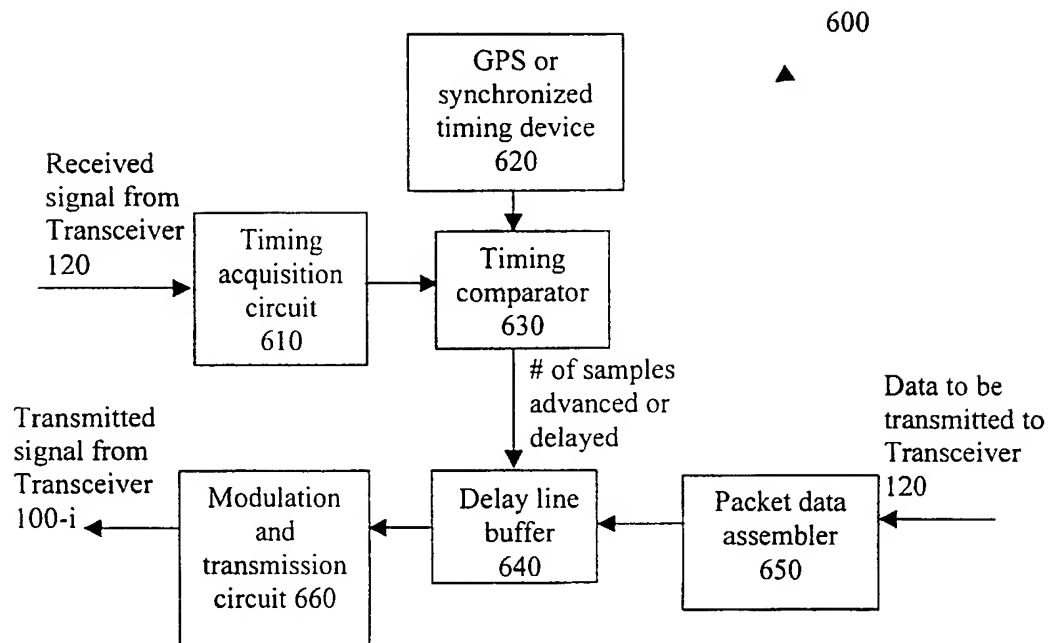 600
GPS or
synchronized
timing device
620
Received
signal from
Transceiver
120
Timing
acquisition
circuit
610
Timing
comparator
630
# of samples
advanced or
delayed
Data to be
transmitted to
Transceiver
120
Transmitted
signal from
Transceiver
100-i
Modulation
and
transmission
circuit 660
Delay line
buffer
640
Packet data
assembler
650